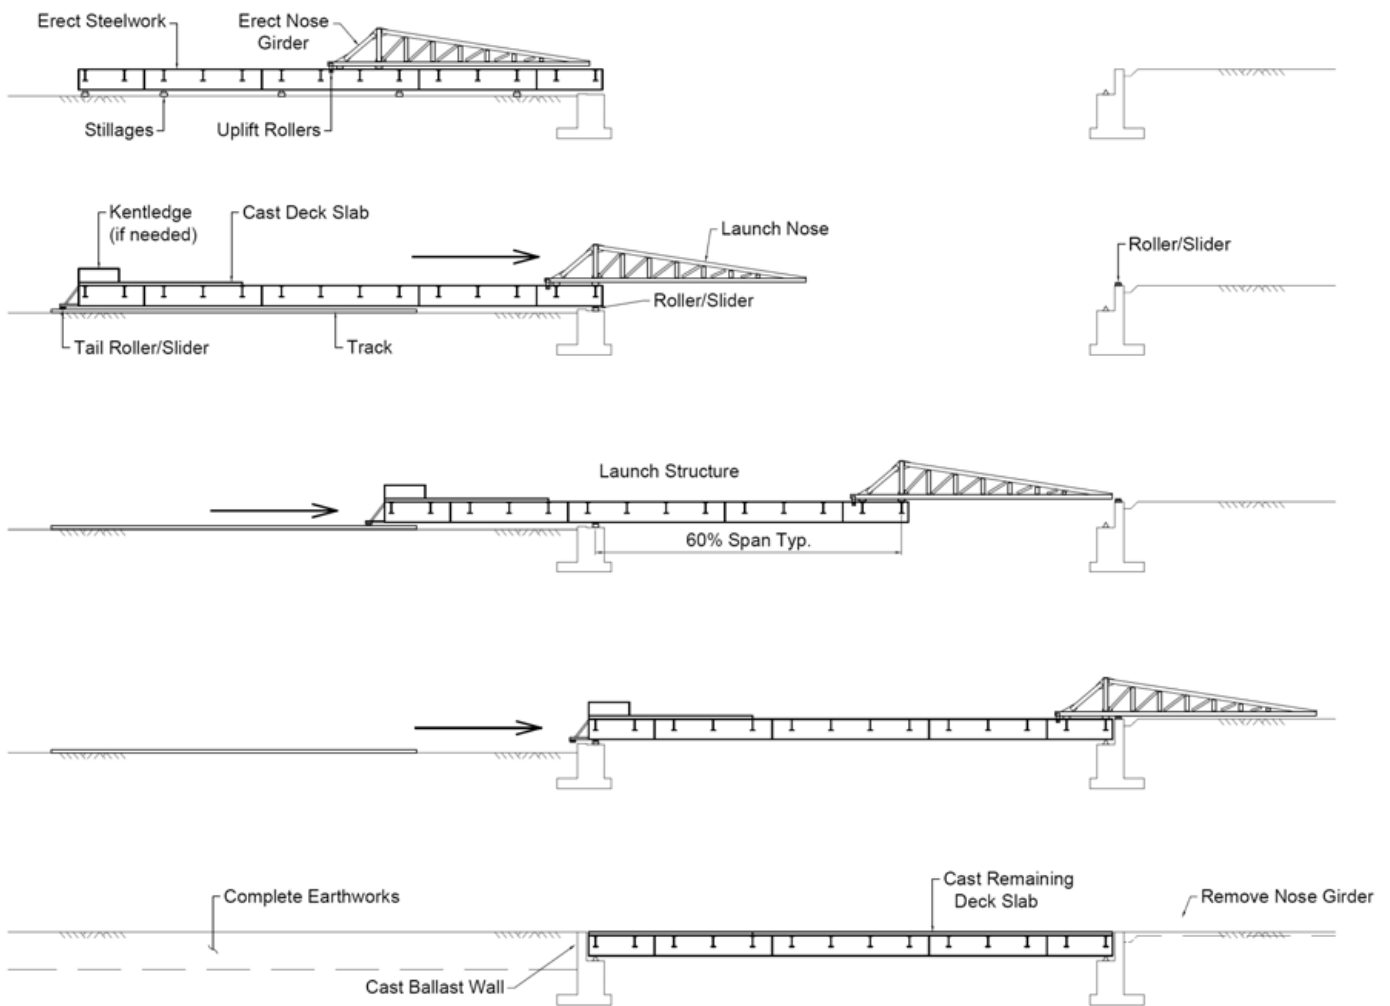 Erect Steelwork
Erect Nose
Girder
Stillages
Uplift Rollers
Kentledge
(if needed)
Cast Deck Slab
Launch Nose
Roller/Slider
Roller/Slider
Tail Roller/Slider
Track
Launch Structure
60% Span Typ.
Complete Earthworks
Cast Remaining
Deck Slab
Remove Nose Girder
Cast Ballast Wall